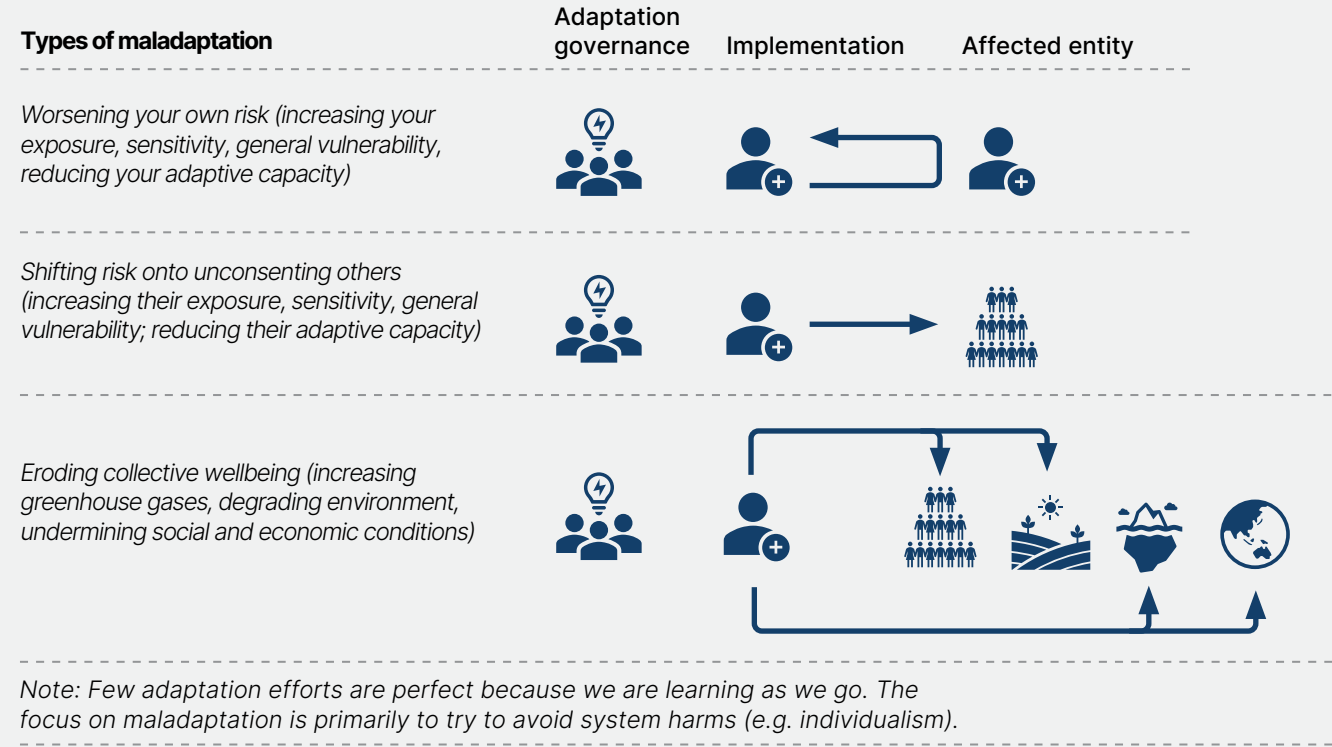 Types of maladaptation
Adaptation
governance
Implementation
Affected entity
Worsening your own risk (increasing your
exposure, sensitivity, general vulnerability,
reducing your adaptive capacity)
Shifting risk onto unconsenting others
(increasing their exposure, sensitivity, general
vulnerability; reducing their adaptive capacity)
Eroding collective wellbeing (increasing
greenhouse gases, degrading environment,
undermining social and economic conditions)
Note: Few adaptation efforts are perfect because we are learning as we go. The
focus on maladaptation is primarily to try to avoid system harms (e.g. individualism).